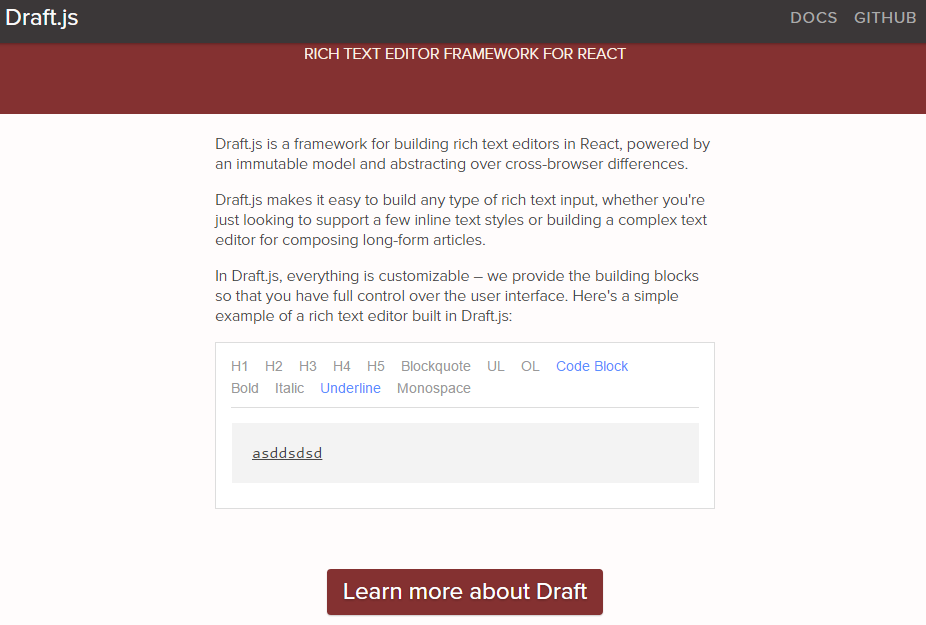 Draft.js DOCS GITHUB
RICH TEXT EDITOR FRAMEWORK FOR REACT
Draft.js is a framework for building rich text editors in React, powered by
an immutable model and abstracting over cross-browser differences.
Draft.js makes it easy to build any type of rich text input, whether you're
just looking to support a few inline text styles or building a complex text
editor for composing long-form articles.
In Draft.js, everything is customizable – we provide the building blocks
so that you have full control over the user interface. Here's a simple
example of a rich text editor built in Draft.js:
H1 H2 H3 H4 H5 Blockquote UL OL Code Block
Bold Italic Underline Monospace
asddsdsd
Learn more about Draft